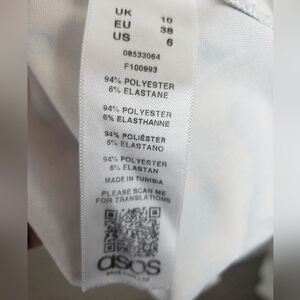 UK 10
EU 38
US 6
08533064
F100993
94% POLYESTER
6% ELASTANE
94% POLYESTER
6% ELASTHANNE
94% POLIÉSTER
6% ELASTANO
94% POLYESTER
6% ELASTAN
MADE IN TUNISIA
PLEASE SCAN ME
FOR TRANSLATIONS
asos